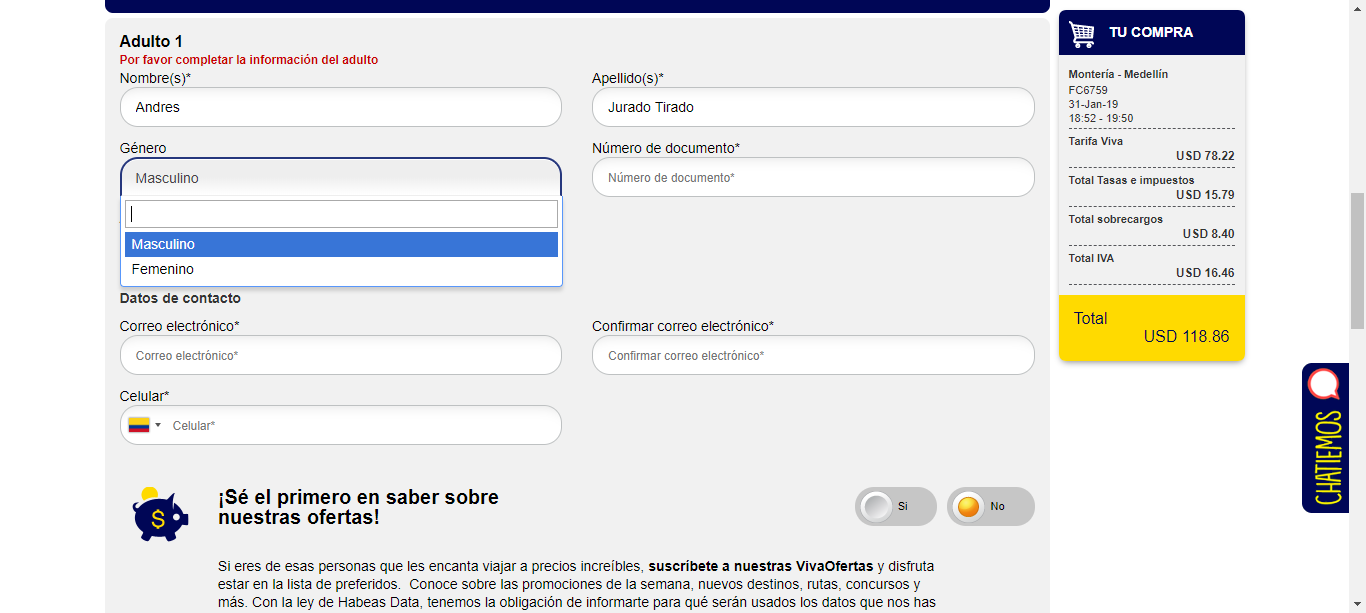 Adulto 1
Por favor completar la información del adulto
Nombre(s)*
Apellido(s)*
Andres
Jurado Tirado
Género
Número de documento*
Masculino
Número de documento*
Masculino
Femenino
Datos de contacto
Correo electrónico*
Confirmar correo electrónico*
Correo electrónico*
Confirmar correo electrónico*
Celular*
Celular*
$
¡Sé el primero en saber sobre
nuestras ofertas!
Si
No
Si eres de esas personas que les encanta viajar a precios increíbles, suscríbete a nuestras VivaOfertas y disfruta
estar en la lista de preferidos. Conoce sobre las promociones de la semana, nuevos destinos, rutas, concursos y
más. Con la ley de Habeas Data, tenemos la obligación de informarte para qué serán usados los datos que nos has
TU COMPRA
Montería - Medellín
FC6759
31-Jan-19
18:52 - 19:50
Tarifa Viva
USD 78.22
Total Tasas e impuestos
USD 15.79
Total sobrecargos
USD 8.40
Total IVA
USD 16.46
Total
USD 118.86
CHATIEMOS